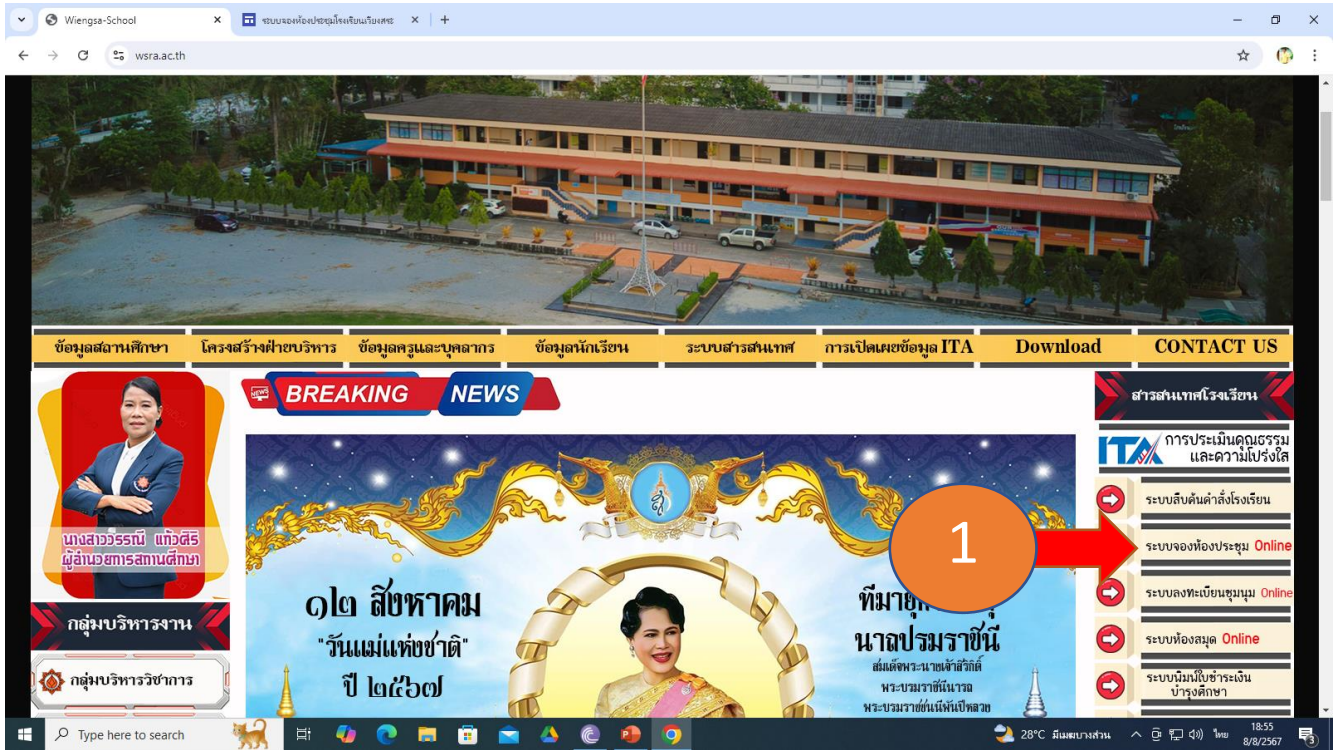 Wiengsa-School
ระบบจองห้องประชุมโรงเรียนเวียงสระ
wsra.ac.th
ข้อมูลสถานศึกษา
โครงสร้างฝ่ายบริหาร
ข้อมูลครูและบุคลากร
ข้อมูลนักเรียน
ระบบสารสนเทศ
การเปิดเผยข้อมูล ITA
Download
CONTACT US
NEWS
BREAKING NEWS
สารสนเทศโรงเรียน
ITA การประเมินคุณธรรม
และความโปร่งใส
ระบบสืบค้นคำสั่งโรงเรียน
ระบบจองห้องประชุม Online
ระบบลงทะเบียนชุมนุม Online
ระบบห้องสมุด Online
ระบบพิมพ์ใบชำระเงิน
บำรุงศึกษา
1
นางสาววรรณี แก้วศิริ
ผู้อำนวยการสถานศึกษา
กลุ่มบริหารงาน
กลุ่มบริหารวิชาการ
๑๒ สิงหาคม
"วันแม่แห่งชาติ"
ปี ๒๕๖๗
นาถปรมราชินี
สมเด็จพระนางเจ้าสิริกิติ์
พระบรมราชินีนาถ
พระบรมราชชนนีพันปีหลวง
Type here to search
28°C มีเมฆบางส่วน
ไทย
18:55
8/8/2567
3